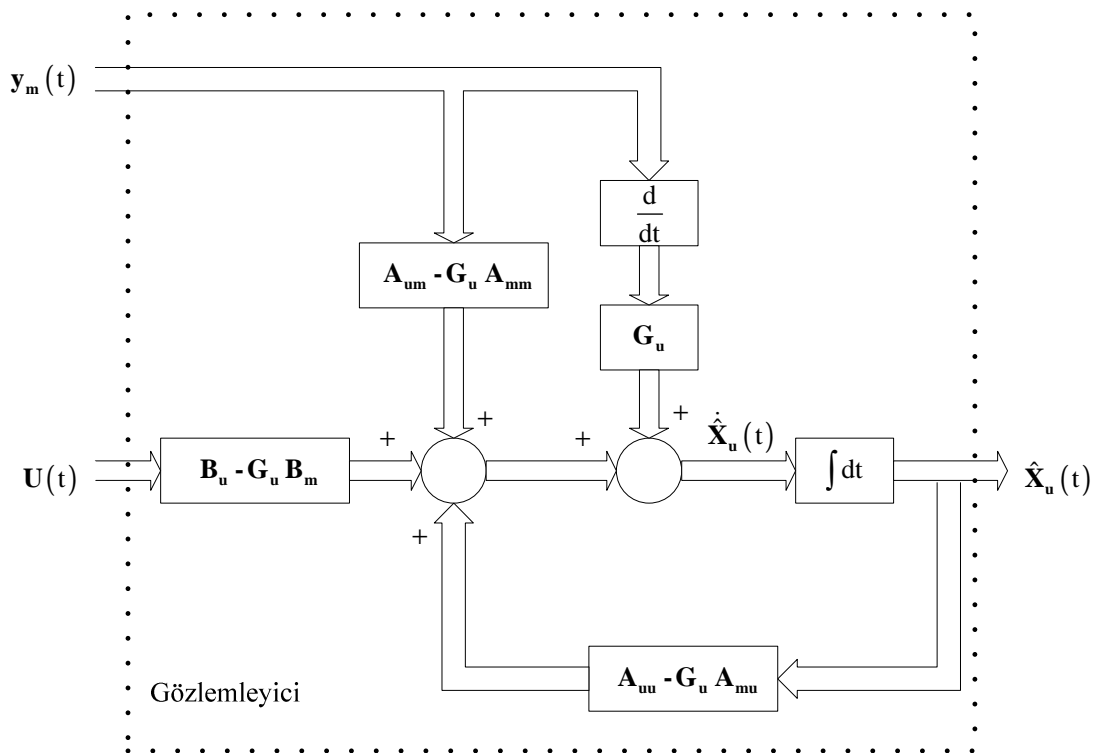 y_m(t)
d
dt
A_um - G_u A_mm
G_u
+
+
+
+
Ẋ̂_u(t)
U(t)
B_u - G_u B_m
∫dt
X̂_u(t)
+
A_uu - G_u A_mu
Gözlemleyici